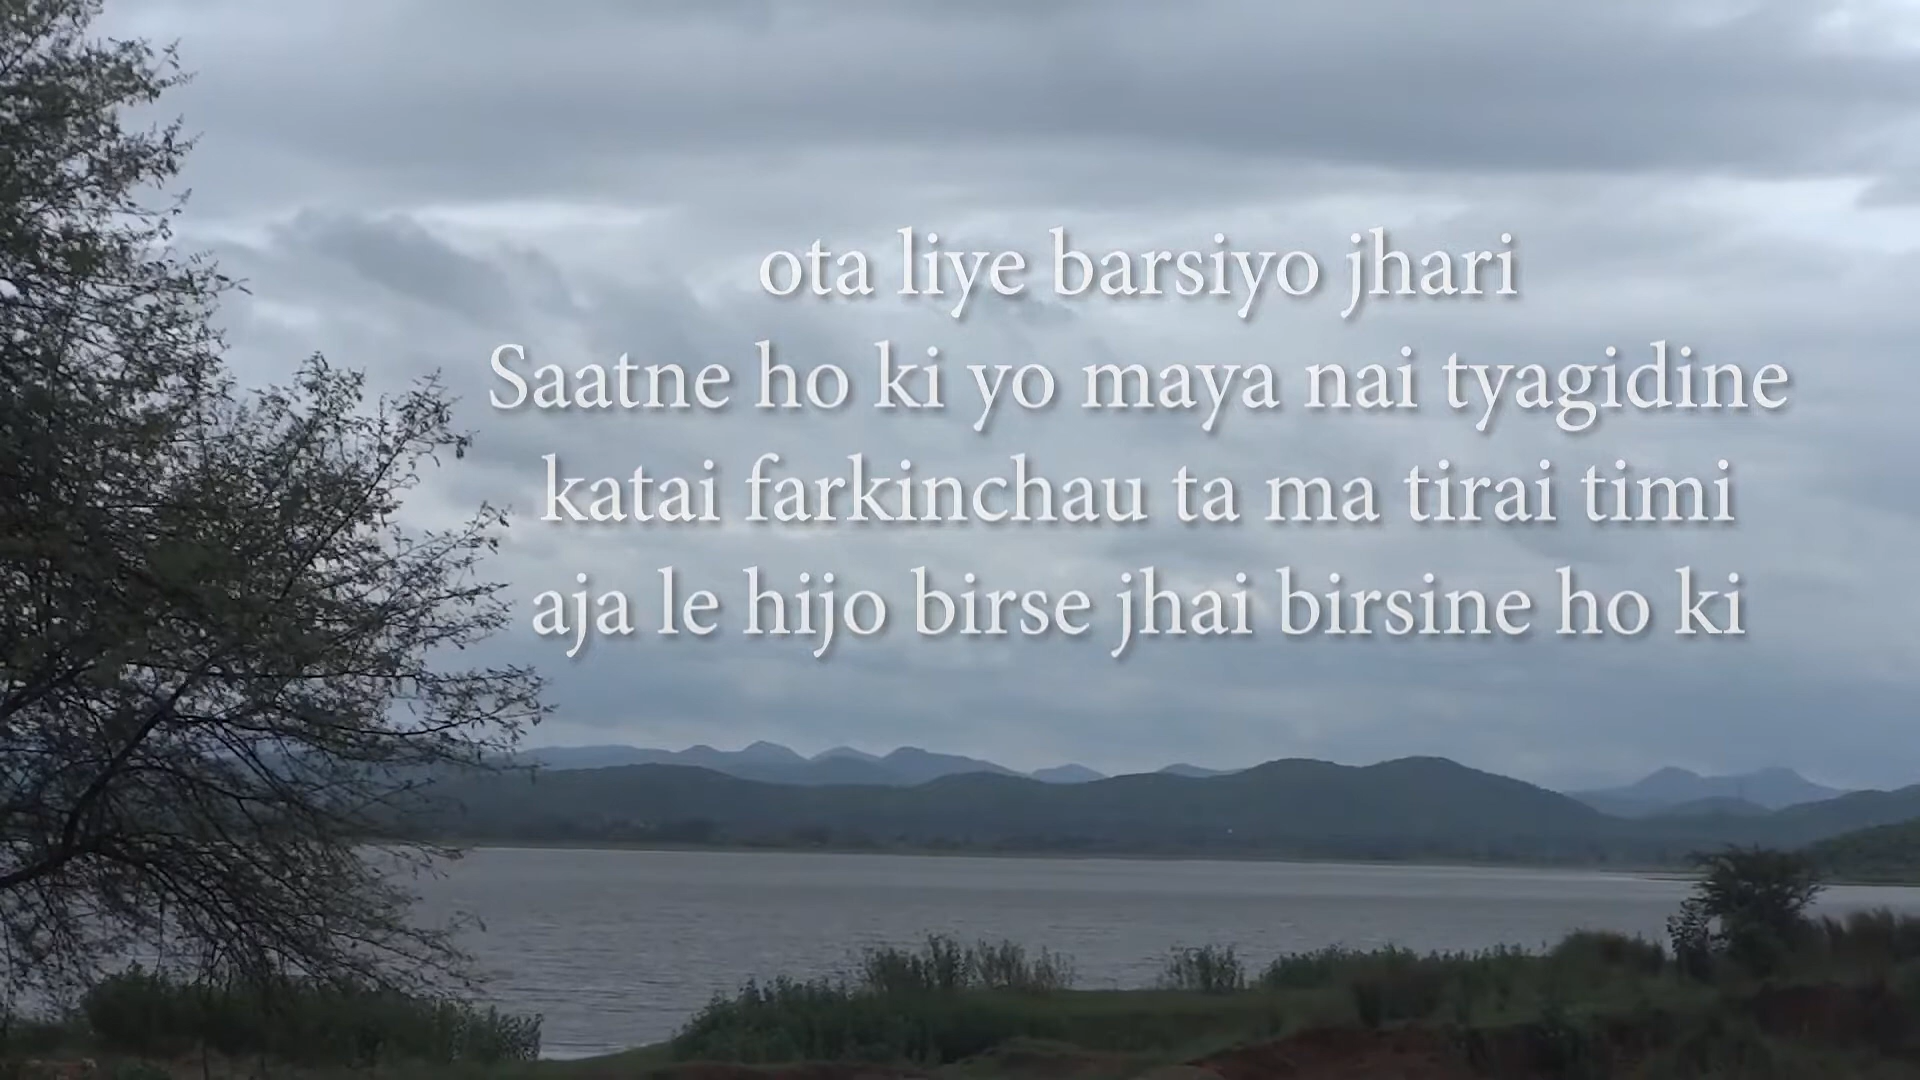 ota liye barsiyo jhari
Saatne ho ki yo maya nai tyagidine
katai farkinchau ta ma tirai timi
aja le hijo birse jhai birsine ho ki